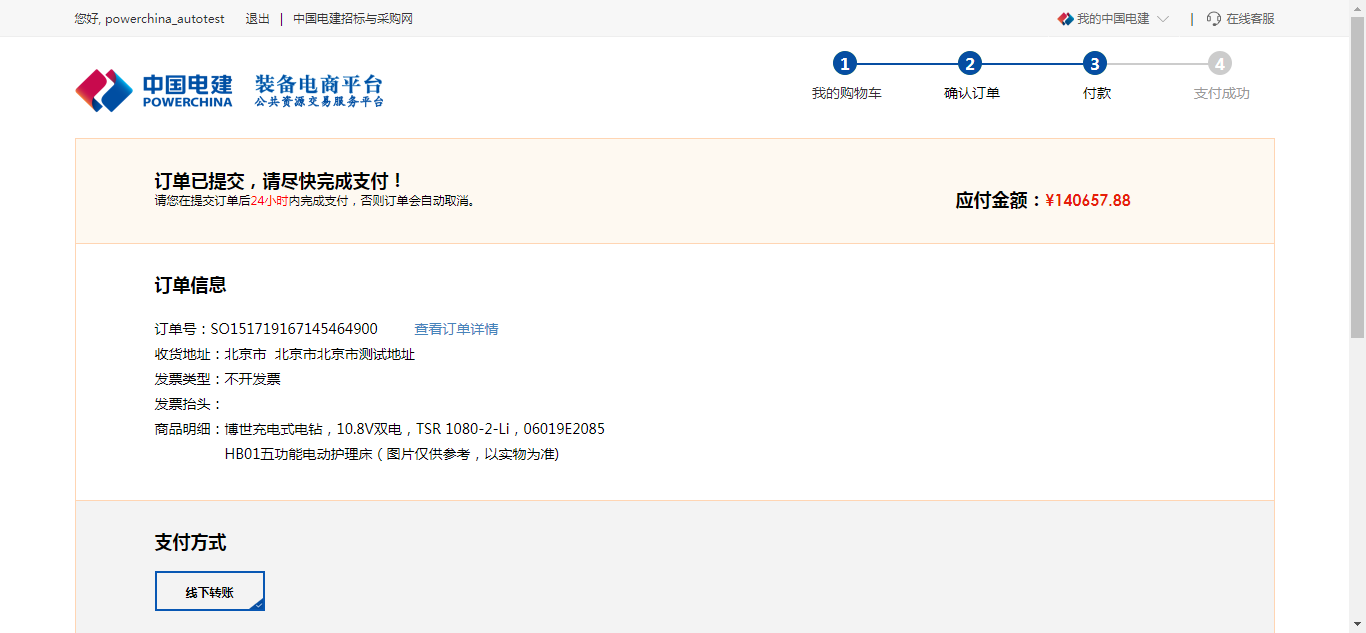 您好, powerchina_autotest 退出 | 中国电建招标与采购网 我的中国电建 | 在线客服
中国电建 POWERCHINA
装备电商平台
公共资源交易服务平台
1 2 3 4
我的购物车 确认订单 付款 支付成功
订单已提交，请尽快完成支付！
请您在提交订单后24小时内完成支付，否则订单会自动取消。
应付金额：¥140657.88
订单信息
订单号：SO151719167145464900 查看订单详情
收货地址：北京市 北京市北京市测试地址
发票类型：不开发票
发票抬头：
商品明细：博世充电式电钻，10.8V双电，TSR 1080-2-Li，06019E2085
HB01五功能电动护理床（图片仅供参考，以实物为准)
支付方式
线下转账